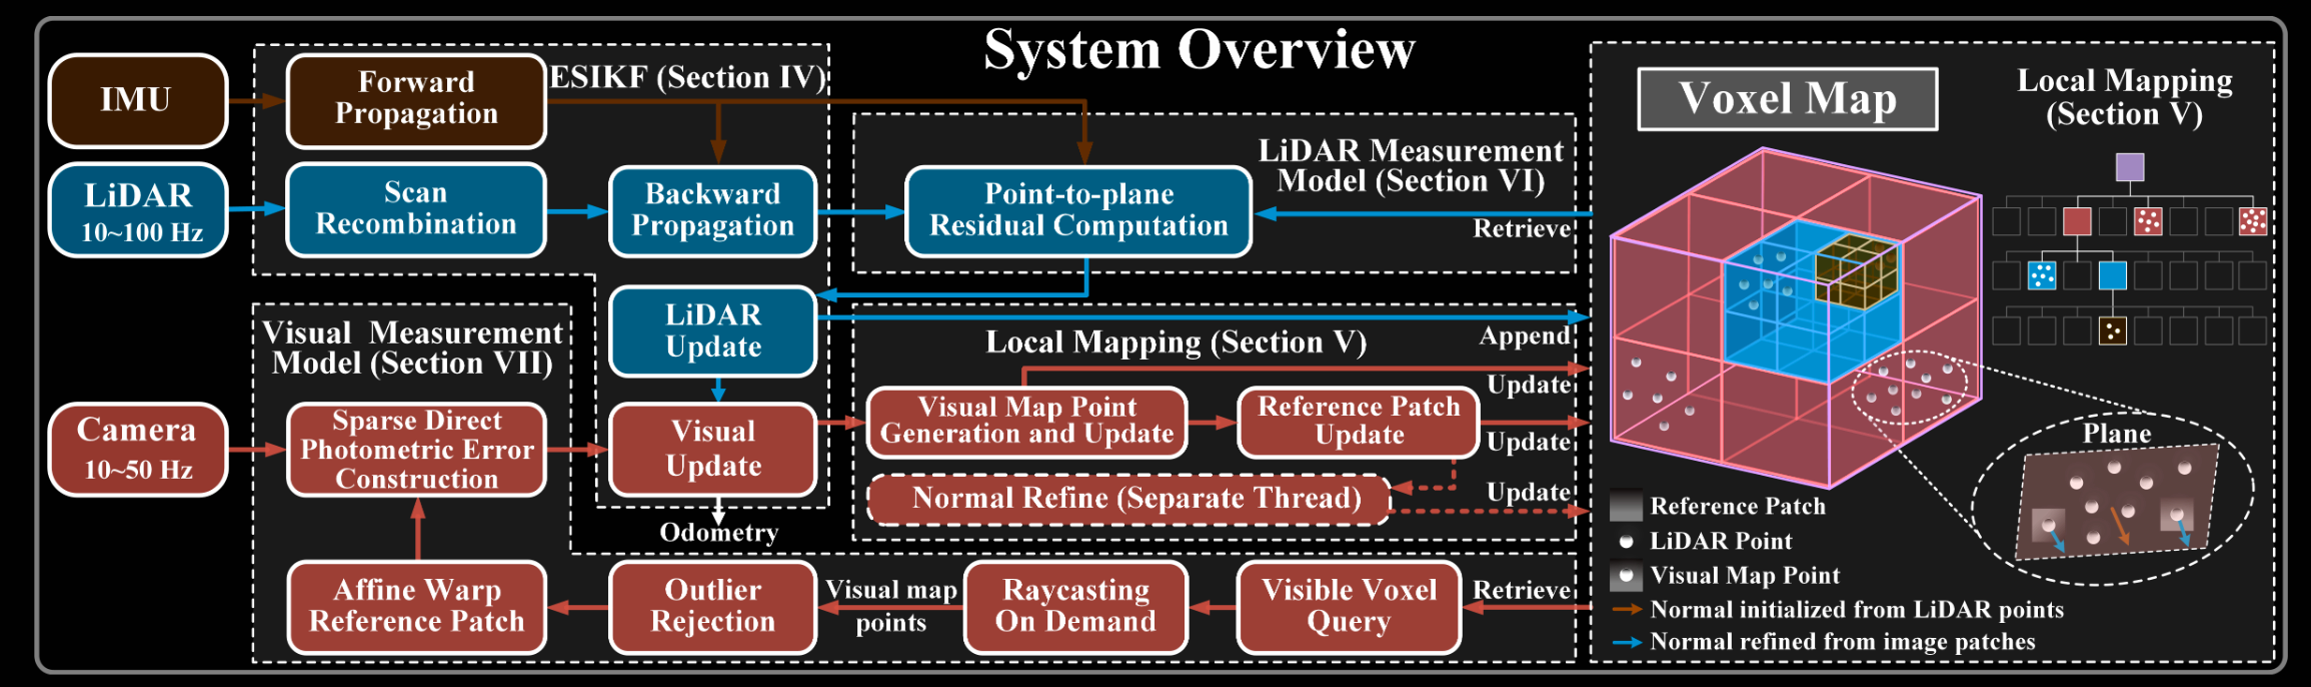 System Overview
IMU
Forward
Propagation
ESIKF (Section IV)
LiDAR
10~100 Hz
Scan
Recombination
Backward
Propagation
Point-to-plane
Residual Computation
LiDAR Measurement
Model (Section VI)
Retrieve
LiDAR
Update
Append
Visual Measurement
Model (Section VII)
Camera
10~50 Hz
Sparse Direct
Photometric Error
Construction
Visual
Update
Odometry
Local Mapping (Section V)
Update
Visual Map Point
Generation and Update
Reference Patch
Update
Update
Normal Refine (Separate Thread)
Update
Affine Warp
Reference Patch
Outlier
Rejection
Visual map
points
Raycasting
On Demand
Visible Voxel
Query
Retrieve
Voxel Map
Local Mapping
(Section V)
Plane
Reference Patch
LiDAR Point
Visual Map Point
Normal initialized from LiDAR points
Normal refined from image patches